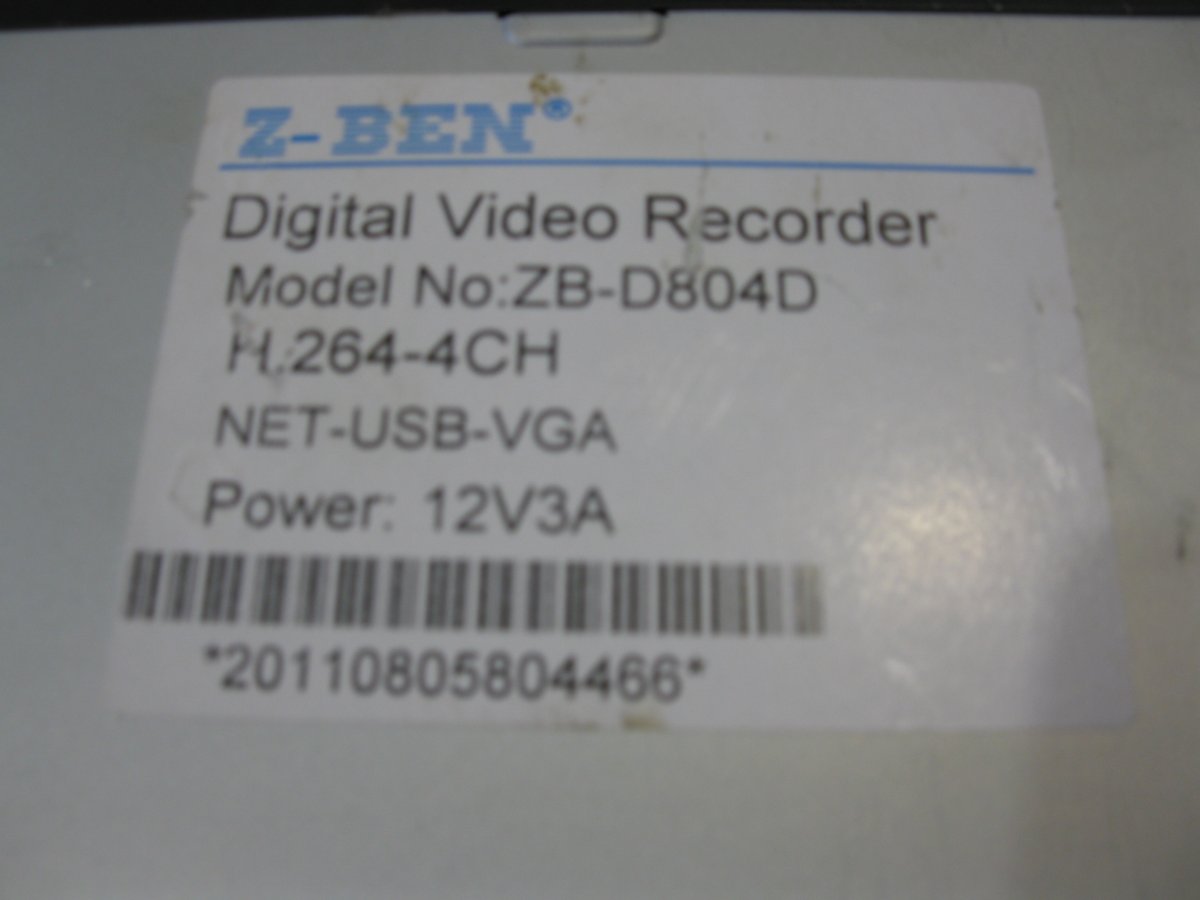 Z-BEN®
Digital Video Recorder
Model No:ZB-D804D
H.264-4CH
NET-USB-VGA
Power: 12V3A
*20110805804466*